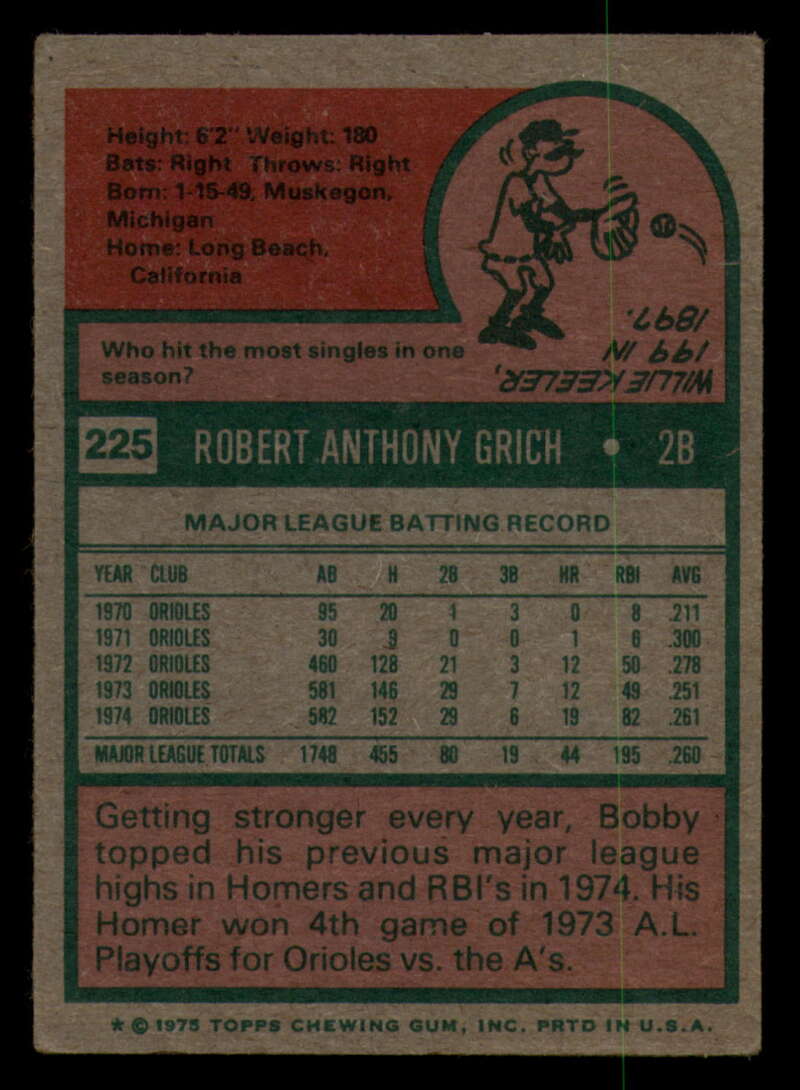 Height: 6'2" Weight: 180
Bats: Right Throws: Right
Born: 1-15-49, Muskegon,
Michigan
Home: Long Beach,
California
Who hit the most singles in one
season?
WILLIE KEELER,
199 IN
1897.
225 ROBERT ANTHONY GRICH • 2B
MAJOR LEAGUE BATTING RECORD
YEAR CLUB AB H 2B 3B HR RBI AVG
1970 ORIOLES 95 20 1 3 0 8 .211
1971 ORIOLES 30 9 0 0 1 6 .300
1972 ORIOLES 460 128 21 3 12 50 .278
1973 ORIOLES 581 146 29 7 12 49 .251
1974 ORIOLES 582 152 29 6 19 82 .261
MAJOR LEAGUE TOTALS 1748 455 80 19 44 195 .260
Getting stronger every year, Bobby
topped his previous major league
highs in Homers and RBI's in 1974. His
Homer won 4th game of 1973 A.L.
Playoffs for Orioles vs. the A's.
* © 1975 TOPPS CHEWING GUM, INC. PRTD IN U.S.A.